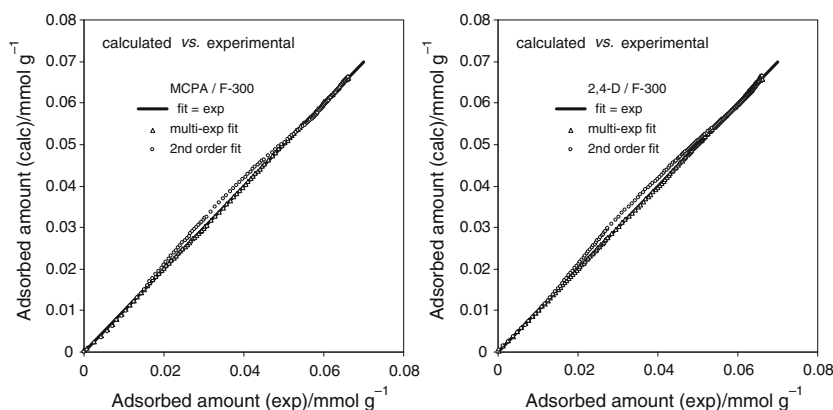 calculated vs. experimental
MCPA / F-300
fit = exp
multi-exp fit
2nd order fit
0.07
0.06
0.05
0.04
0.03
0.02
0.01
0
0 0.02 0.04 0.06 0.08
Adsorbed amount (calc)/mmol g⁻¹
Adsorbed amount (exp)/mmol g⁻¹
calculated vs. experimental
2,4-D / F-300
fit = exp
multi-exp fit
2nd order fit
0.07
0.06
0.05
0.04
0.03
0.02
0.01
0
0 0.02 0.04 0.06 0.08
Adsorbed amount (calc)/mmol g⁻¹
Adsorbed amount (exp)/mmol g⁻¹